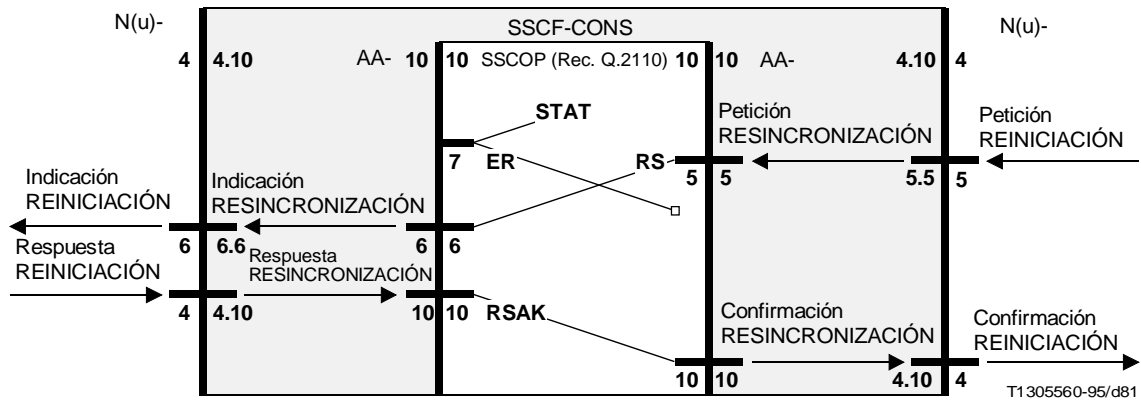 N(u)-
SSCF-CONS
N(u)-
4 4.10 AA- 10 10 SSCOP (Rec. Q.2110) 10 10 AA- 4.10 4
STAT
Petición
RESINCRONIZACIÓN
Petición
REINICIACIÓN
7 ER RS
5 5 5.5 5
Indicación
REINICIACIÓN
Indicación
RESINCRONIZACIÓN
6 6.6 6 6
Respuesta
REINICIACIÓN
Respuesta
RESINCRONIZACIÓN
4 4.10 10 10 RSAK
Confirmación
RESINCRONIZACIÓN
Confirmación
REINICIACIÓN
10 10 4.10 4
T1305560-95/d81